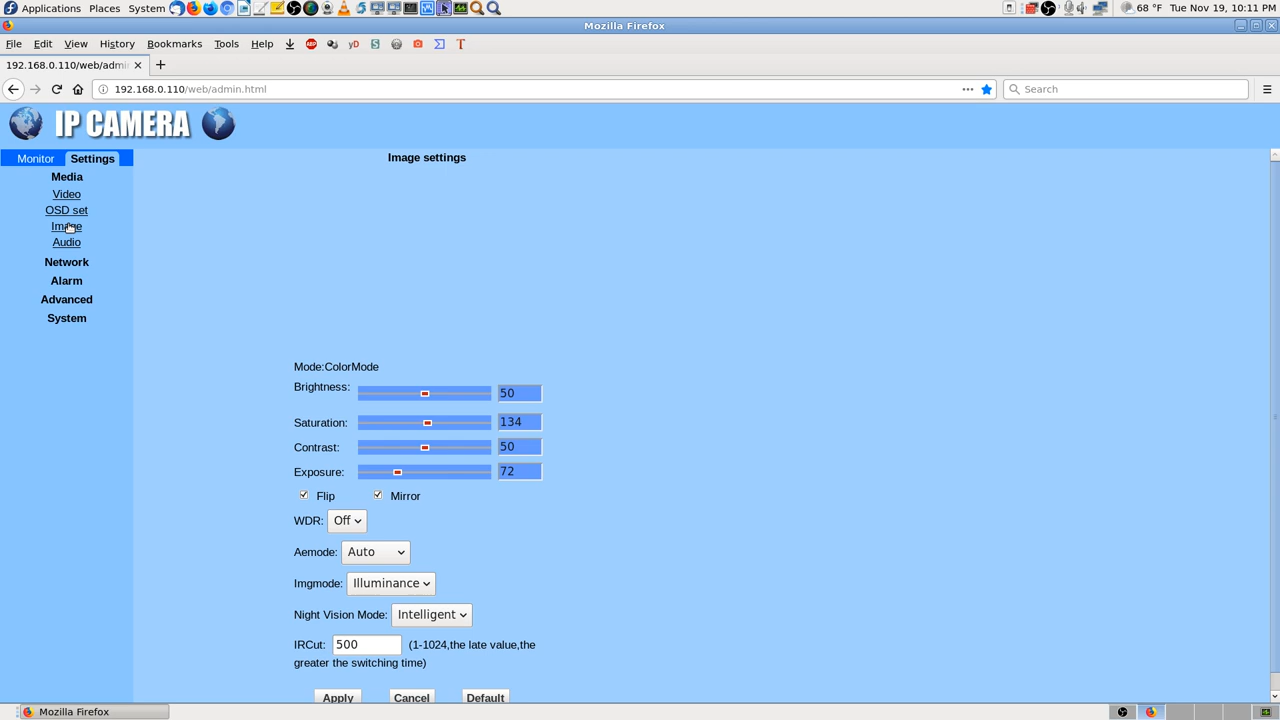 Applications Places System 68 °F Tue Nov 19, 10:11 PM
Mozilla Firefox
File Edit View History Bookmarks Tools Help ABP yD S T
192.168.0.110/web/admi
192.168.0.110/web/admin.html Search
IP CAMERA
Monitor Settings Image settings
Media
Video
OSD set
Image
Audio
Network
Alarm
Advanced
System
Mode:ColorMode
Brightness: 50
Saturation: 134
Contrast: 50
Exposure: 72
Flip Mirror
WDR: Off
Aemode: Auto
Imgmode: Illuminance
Night Vision Mode: Intelligent
IRCut: 500 (1-1024,the late value,the
greater the switching time)
Apply Cancel Default
Mozilla Firefox